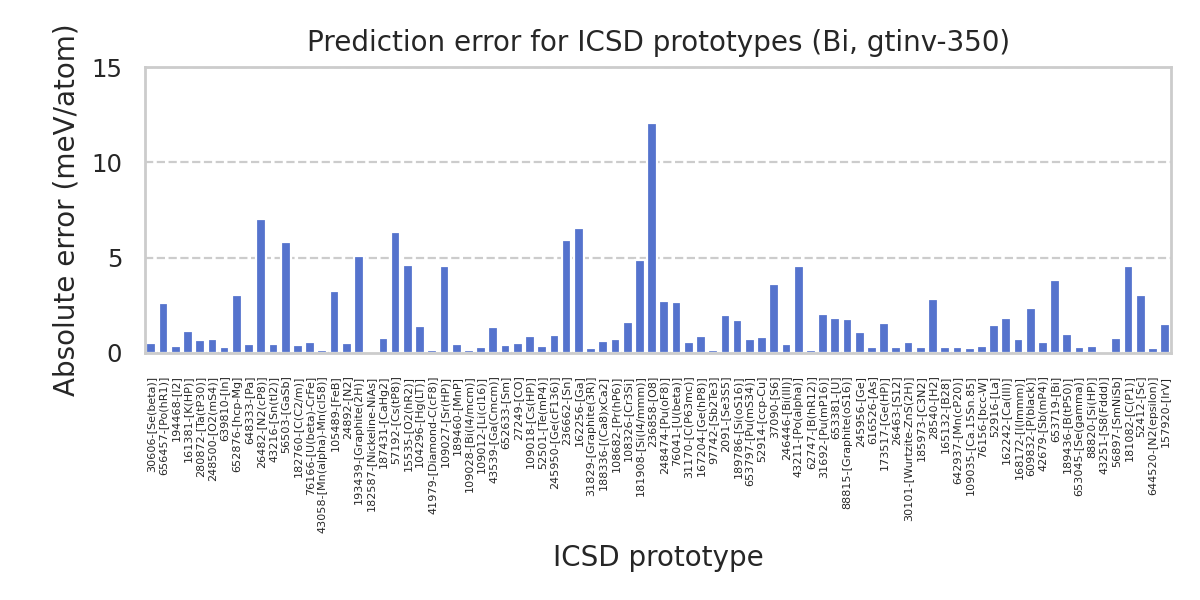 Prediction error for ICSD prototypes (Bi, gtinv-350)
Absolute error (meV/atom)
15
10
5
0
30606-[Se(beta)]
656457-[Po(hR1)]
194468-[I2]
161381-[K(HP)]
280872-[Ta(tP30)]
248500-[O2(mS4)]
639810-[In]
652876-[hcp-Mg]
648333-[Pa]
26482-[N2(cP8)]
43216-[Sn(tI2)]
56503-[GaSb]
182760-[C(C2/m)]
76166-[U(beta)-CrFe]
43058-[Mn(alpha)-Mn(cI58)]
105489-[FeB]
24892-[N2]
193439-[Graphite(2H)]
182587-[Nickeline-NiAs]
187431-[CaHg2]
57192-[Cs(tP8)]
15535-[O2(hR2)]
104296-[Hg(LT)]
41979-[Diamond-C(cF8)]
109027-[Sr(HP)]
189460-[MnP]
109028-[Bi(I4/mcm)]
109012-[Li(cI16)]
43539-[Ga(Cmcm)]
652633-[Sm]
27249-[CO]
109018-[Cs(HP)]
52501-[Te(mP4)]
245950-[Ge(cF136)]
236662-[Sn]
162256-[Ga]
31829-[Graphite(3R)]
188336-[(Ca8)xCa2]
108682-[Pr(hP6)]
108326-[Cr3Si]
181908-[Si(I4/mmm)]
236858-[O8]
248474-[Pu(oF8)]
76041-[U(beta)]
31170-[C(P63mc)]
167204-[Ge(hP8)]
97742-[Sb2Te3]
2091-[Se3S5]
189786-[Si(oS16)]
653797-[Pu(mS34)]
52914-[ccp-Cu]
37090-[S6]
246446-[Bi(III)]
43211-[Po(alpha)]
62747-[B(hR12)]
31692-[Pu(mP16)]
653381-[U]
88815-[Graphite(oS16)]
245956-[Ge]
616526-[As]
173517-[Ge(HP)]
26463-[S12]
30101-[Wurtzite-ZnS(2H)]
185973-[C3N2]
28540-[H2]
165132-[B28]
642937-[Mn(cP20)]
109035-[Ca.15Sn.85]
76156-[bcc-W]
2916-[La]
162242-[Ca(III)]
168172-[I(Immm)]
609832-[P(black)]
42679-[Sb(mP4)]
653719-[Bi]
189436-[B(tP50)]
653045-[Se(gamma)]
88820-[Si(HP)]
43251-[S8(Fddd)]
56897-[SmNiSb]
181082-[C(P1)]
52412-[Sc]
644520-[N2(epsilon)]
157920-[IrV]
ICSD prototype